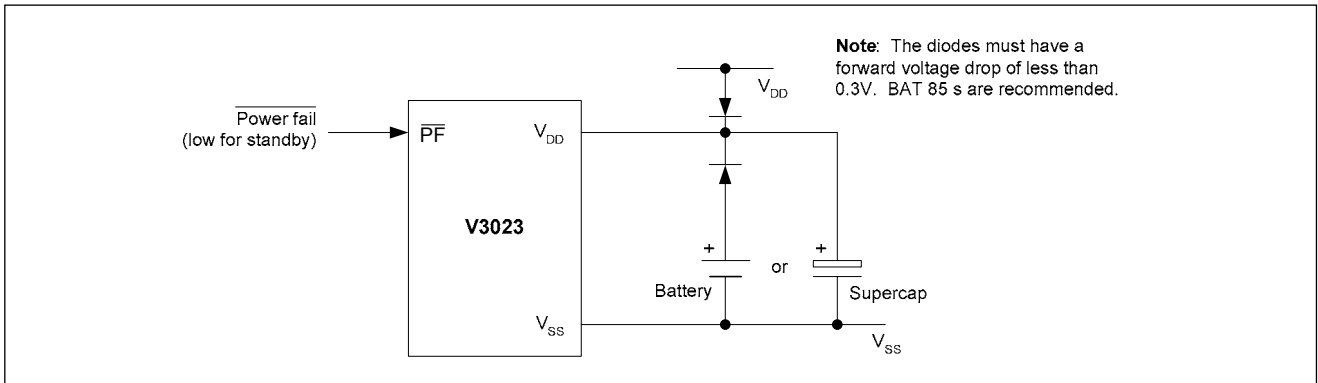 Note: The diodes must have a
forward voltage drop of less than
0.3V. BAT 85 s are recommended.
VDD
Power fail
(low for standby)
PF
VDD
V3023
+
+
or
Battery
Supercap
VSS
VSS